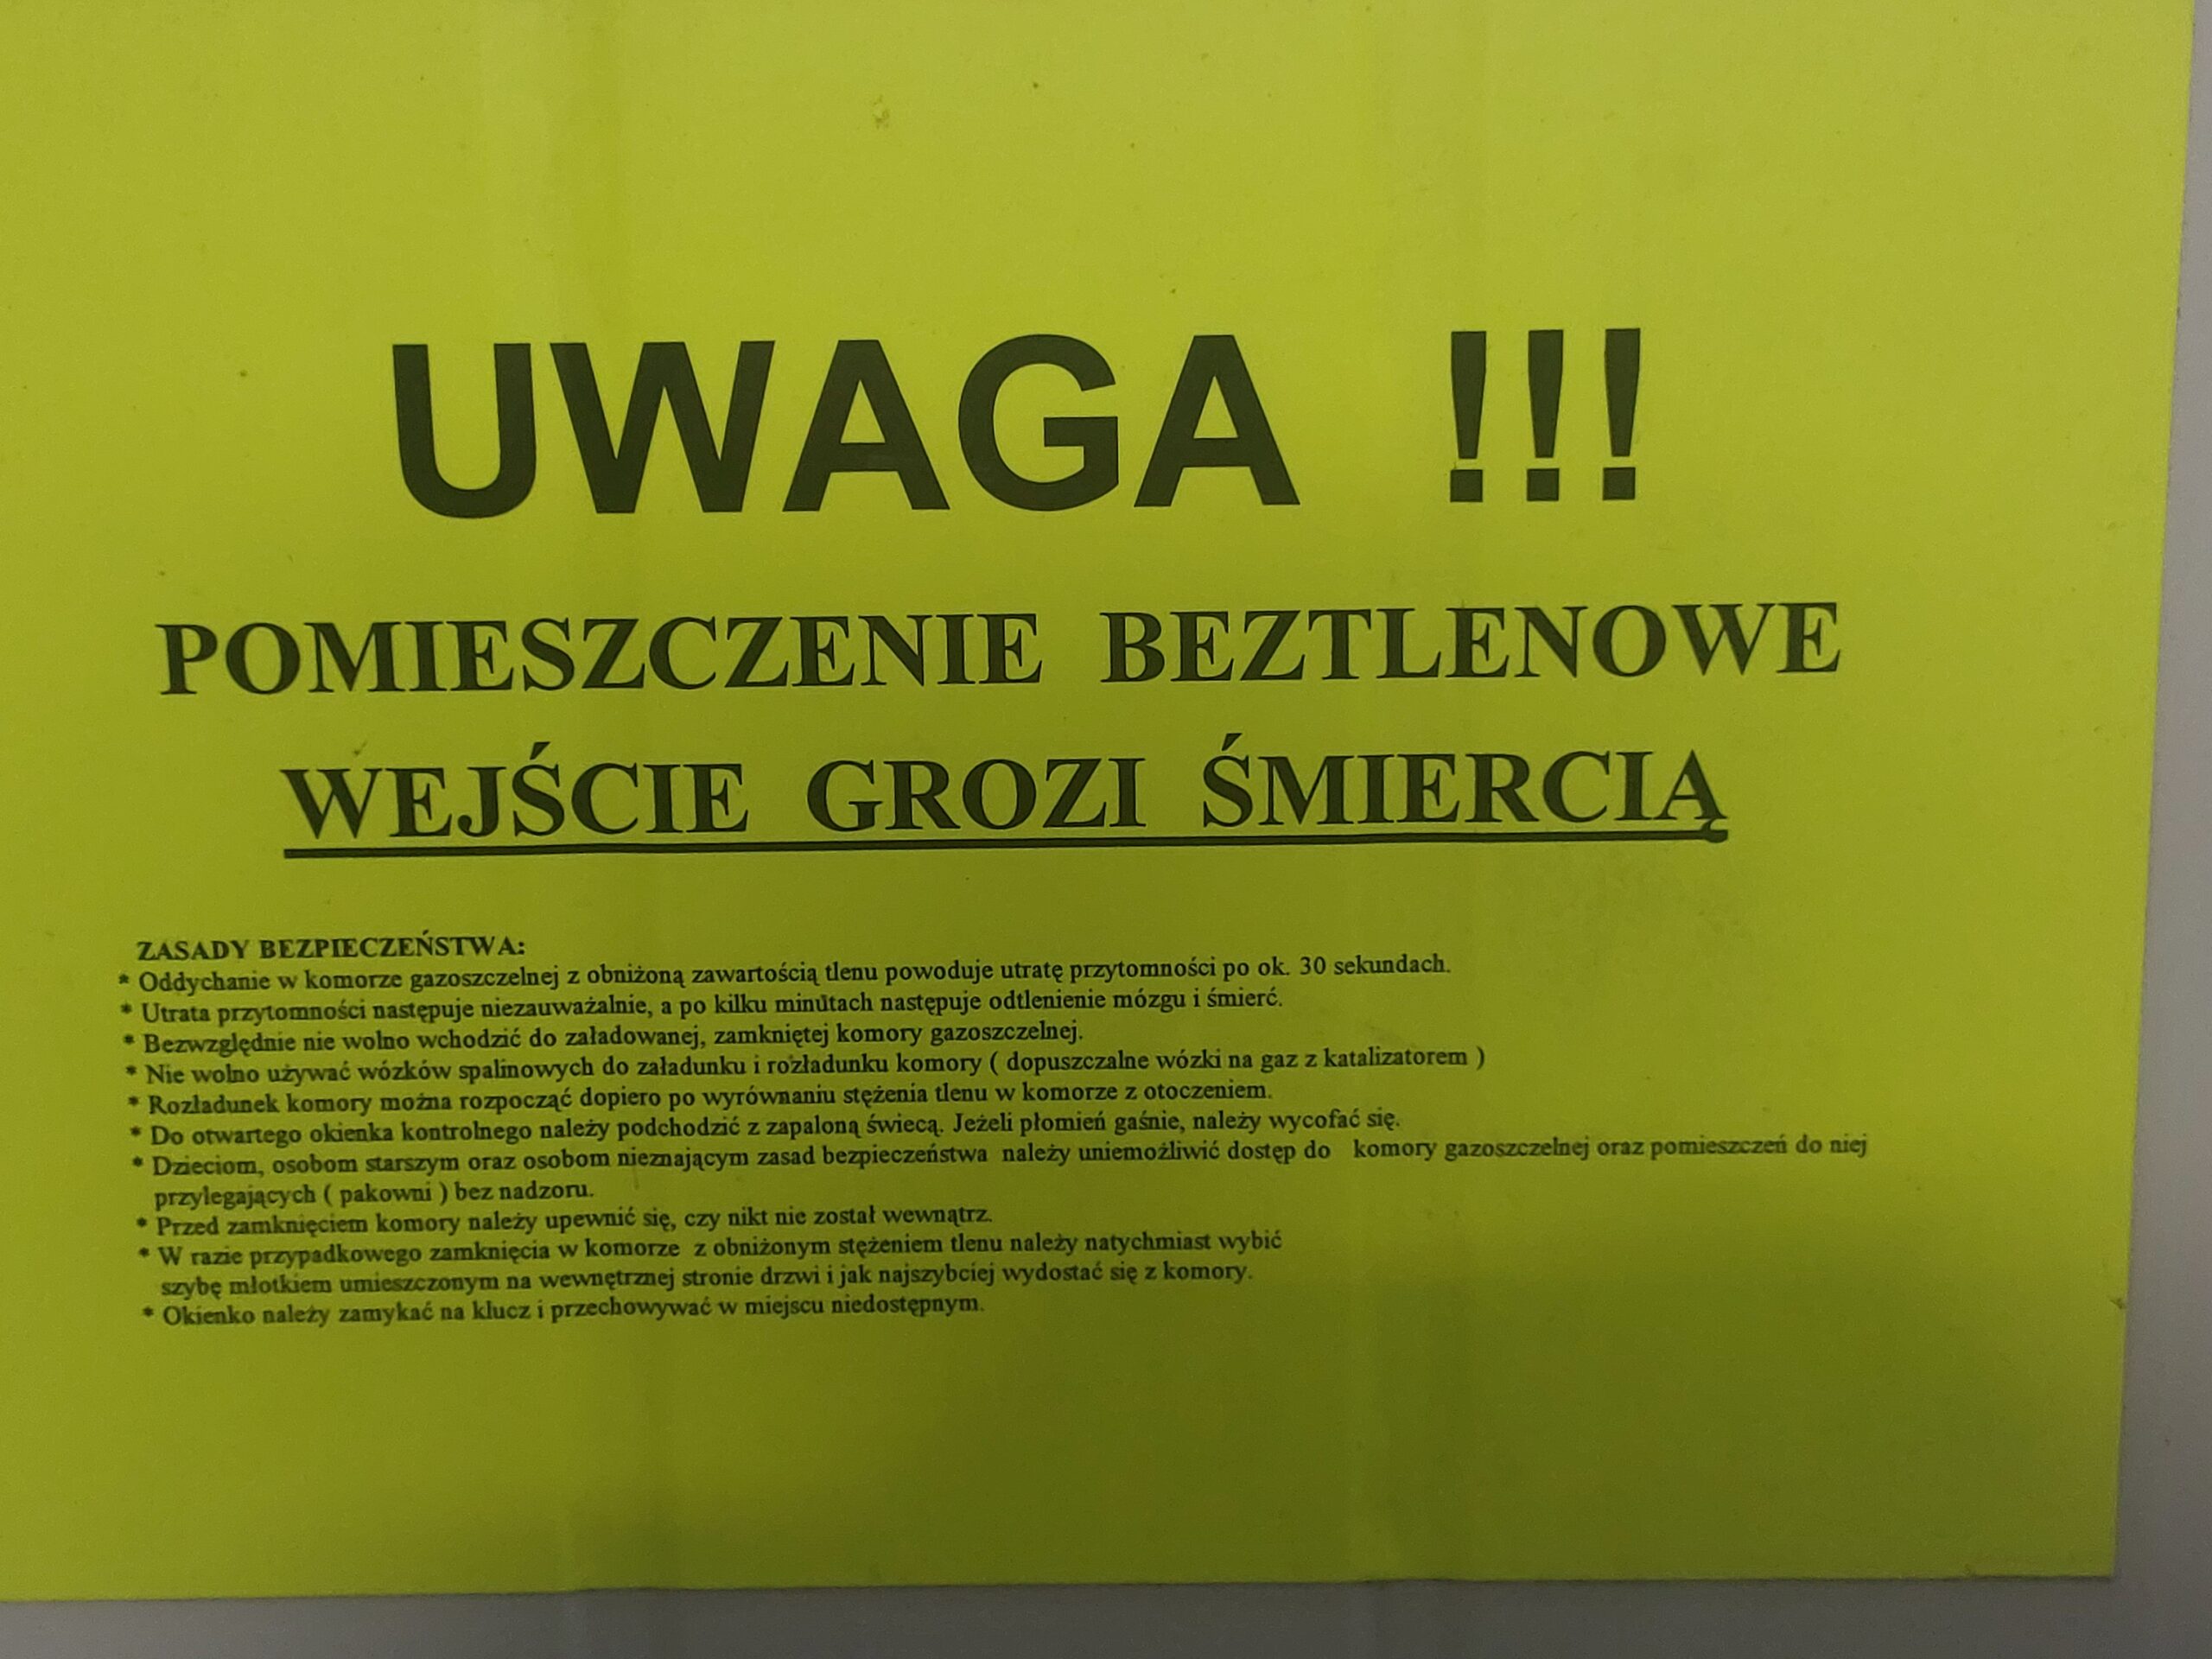 UWAGA !!!
POMIESZCZENIE BEZTLENOWE
WEJŚCIE GROZI ŚMIERCIĄ
ZASADY BEZPIECZEŃSTWA:
* Oddychanie w komorze gazoszczelnej z obniżoną zawartością tlenu powoduje utratę przytomności po ok. 30 sekundach.
* Utrata przytomności następuje niezauważalnie, a po kilku minutach następuje odtlenienie mózgu i śmierć.
* Bezwzględnie nie wolno wchodzić do załadowanej, zamkniętej komory gazoszczelnej.
* Nie wolno używać wózków spalinowych do załadunku i rozładunku komory ( dopuszczalne wózki na gaz z katalizatorem )
* Rozładunek komory można rozpocząć dopiero po wyrównaniu stężenia tlenu w komorze z otoczeniem.
* Do otwartego okienka kontrolnego należy podchodzić z zapaloną świecą. Jeżeli płomień gaśnie, należy wycofać się.
* Dzieciom, osobom starszym oraz osobom nieznającym zasad bezpieczeństwa należy uniemożliwić dostęp do komory gazoszczelnej oraz pomieszczeń do niej
przylegających ( pakowni ) bez nadzoru.
* Przed zamknięciem komory należy upewnić się, czy nikt nie został wewnątrz.
* W razie przypadkowego zamknięcia w komorze z obniżonym stężeniem tlenu należy natychmiast wybić
szybę młotkiem umieszczonym na wewnętrznej stronie drzwi i jak najszybciej wydostać się z komory.
* Okienko należy zamykać na klucz i przechowywać w miejscu niedostępnym.